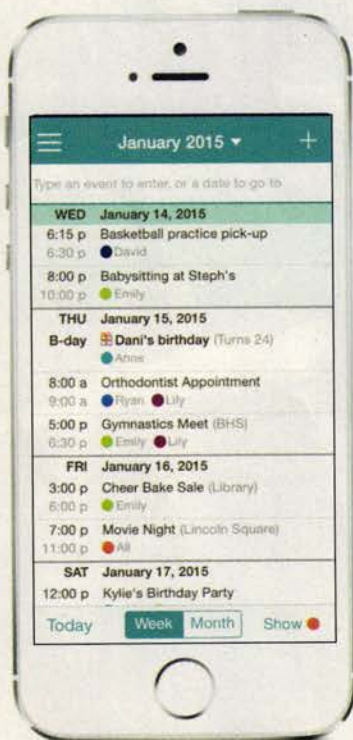 January 2015
Type an event to enter, or a date to go to
WED January 14, 2015
6:15 p Basketball practice pick-up
6:30 p David
8:00 p Babysitting at Steph's
10:00 p Emily
THU January 15, 2015
B-day Dani's birthday (Turns 24)
Anne
8:00 a Orthodontist Appointment
9:00 a Ryan Lily
5:00 p Gymnastics Meet (BHS)
6:30 p Emily Lily
FRI January 16, 2015
3:00 p Cheer Bake Sale (Library)
6:00 p Emily
7:00 p Movie Night (Lincoln Square)
11:00 p All
SAT January 17, 2015
12:00 p Kylie's Birthday Party
Today Week Month Show